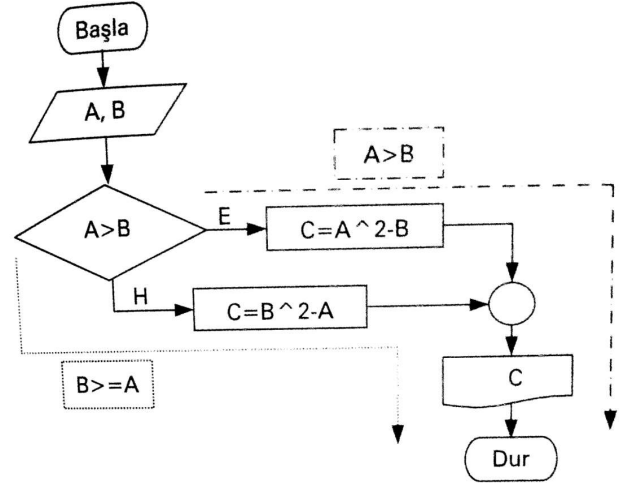 Başla
A, B
A>B
A>B
E
C=A^2-B
H
C=B^2-A
B>=A
C
Dur